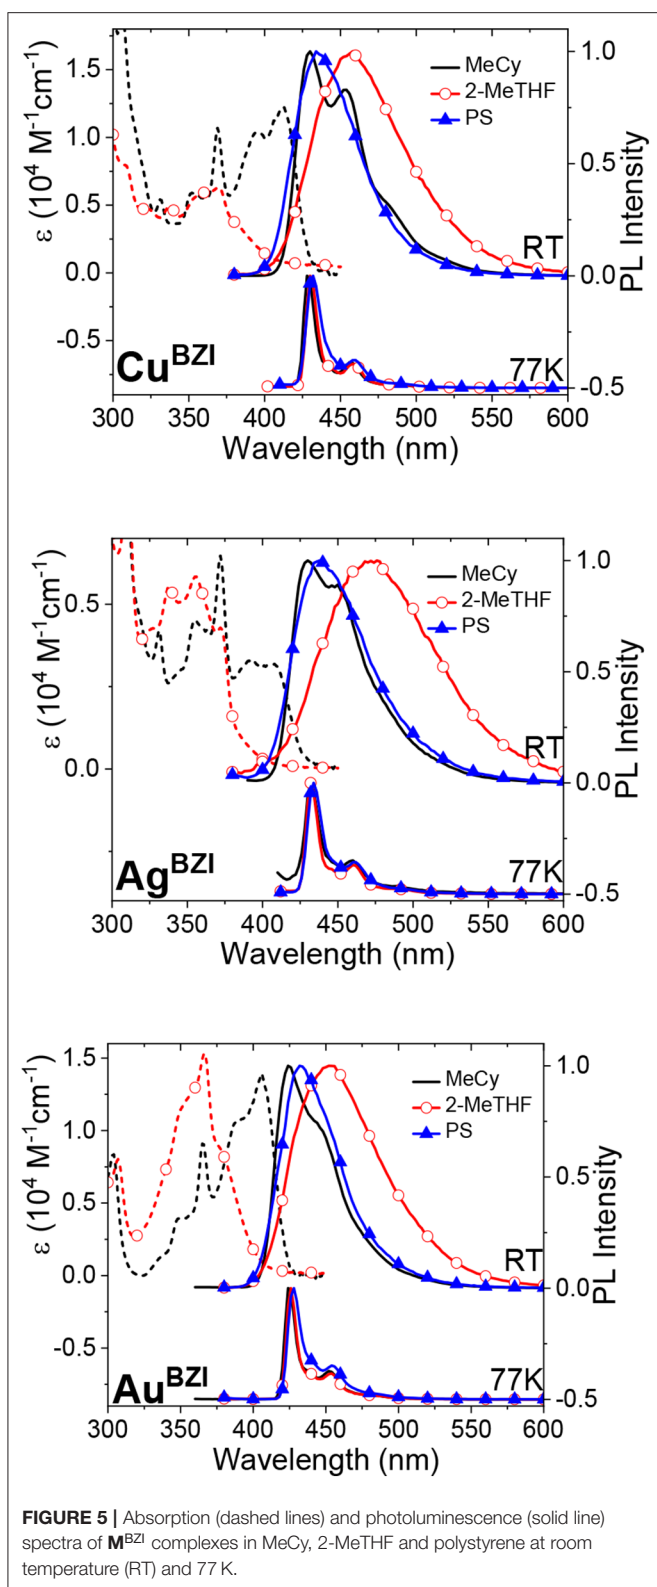 1.5
1.0
0.5
0.0
-0.5
ε (10⁴ M⁻¹cm⁻¹)
1.0
0.5
0.0
-0.5
PL Intensity
MeCy
2-MeTHF
PS
RT
77K
Cu^BZI
300 350 400 450 500 550 600
Wavelength (nm)
0.5
0.0
ε (10⁴ M⁻¹cm⁻¹)
1.0
0.5
0.0
-0.5
PL Intensity
MeCy
2-MeTHF
PS
RT
77K
Ag^BZI
300 350 400 450 500 550 600
Wavelength (nm)
1.5
1.0
0.5
0.0
-0.5
ε (10⁴ M⁻¹cm⁻¹)
1.0
0.5
0.0
-0.5
PL Intensity
MeCy
2-MeTHF
PS
RT
77K
Au^BZI
300 350 400 450 500 550 600
Wavelength (nm)
FIGURE 5 | Absorption (dashed lines) and photoluminescence (solid line)
spectra of M^BZI complexes in MeCy, 2-MeTHF and polystyrene at room
temperature (RT) and 77 K.